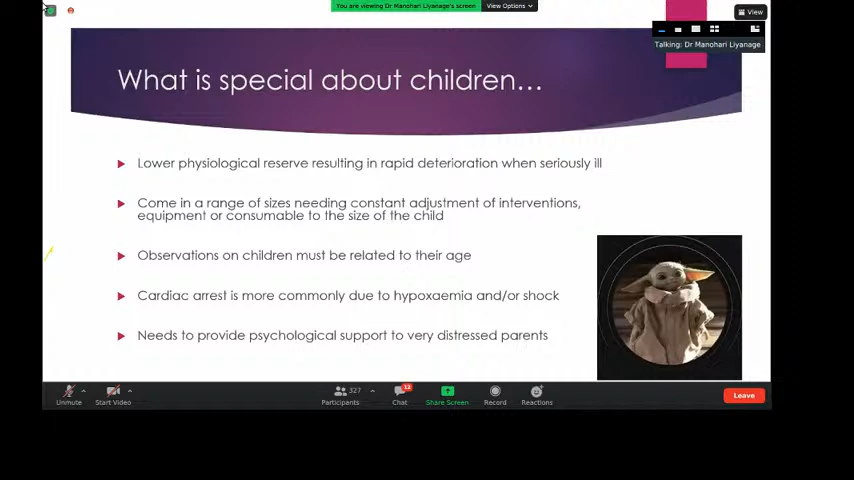 You are viewing Dr Manohari Liyanage's screen
View Options
View
Talking: Dr Manohari Liyanage
What is special about children...
Lower physiological reserve resulting in rapid deterioration when seriously ill
Come in a range of sizes needing constant adjustment of interventions,
equipment or consumable to the size of the child
Observations on children must be related to their age
Cardiac arrest is more commonly due to hypoxaemia and/or shock
Needs to provide psychological support to very distressed parents
Unmute
Start Video
327
Participants
12
Chat
Share Screen
Record
Reactions
Leave